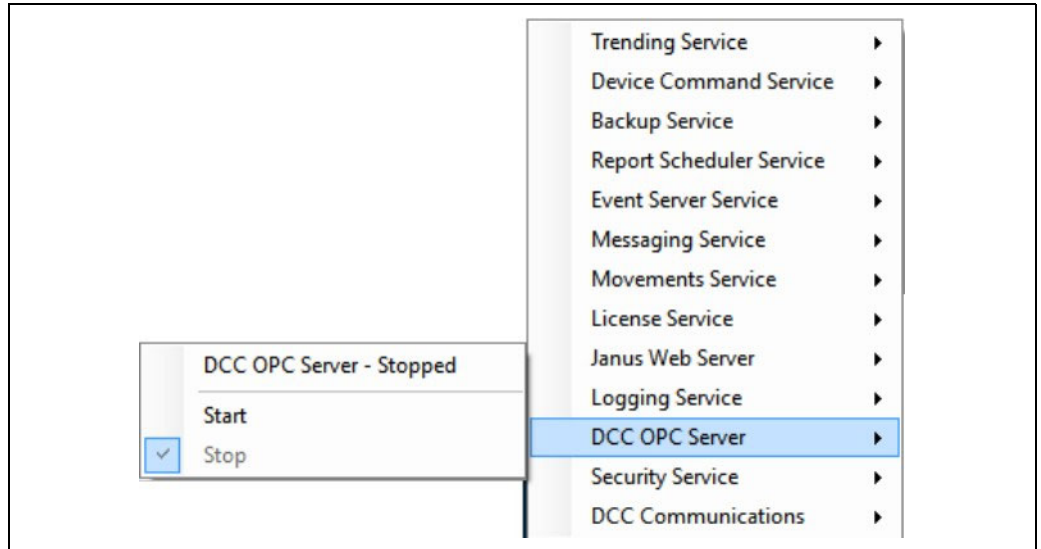 Trending Service
Device Command Service
Backup Service
Report Scheduler Service
Event Server Service
Messaging Service
Movements Service
License Service
Janus Web Server
Logging Service
DCC OPC Server
Security Service
DCC Communications
DCC OPC Server - Stopped
Start
Stop